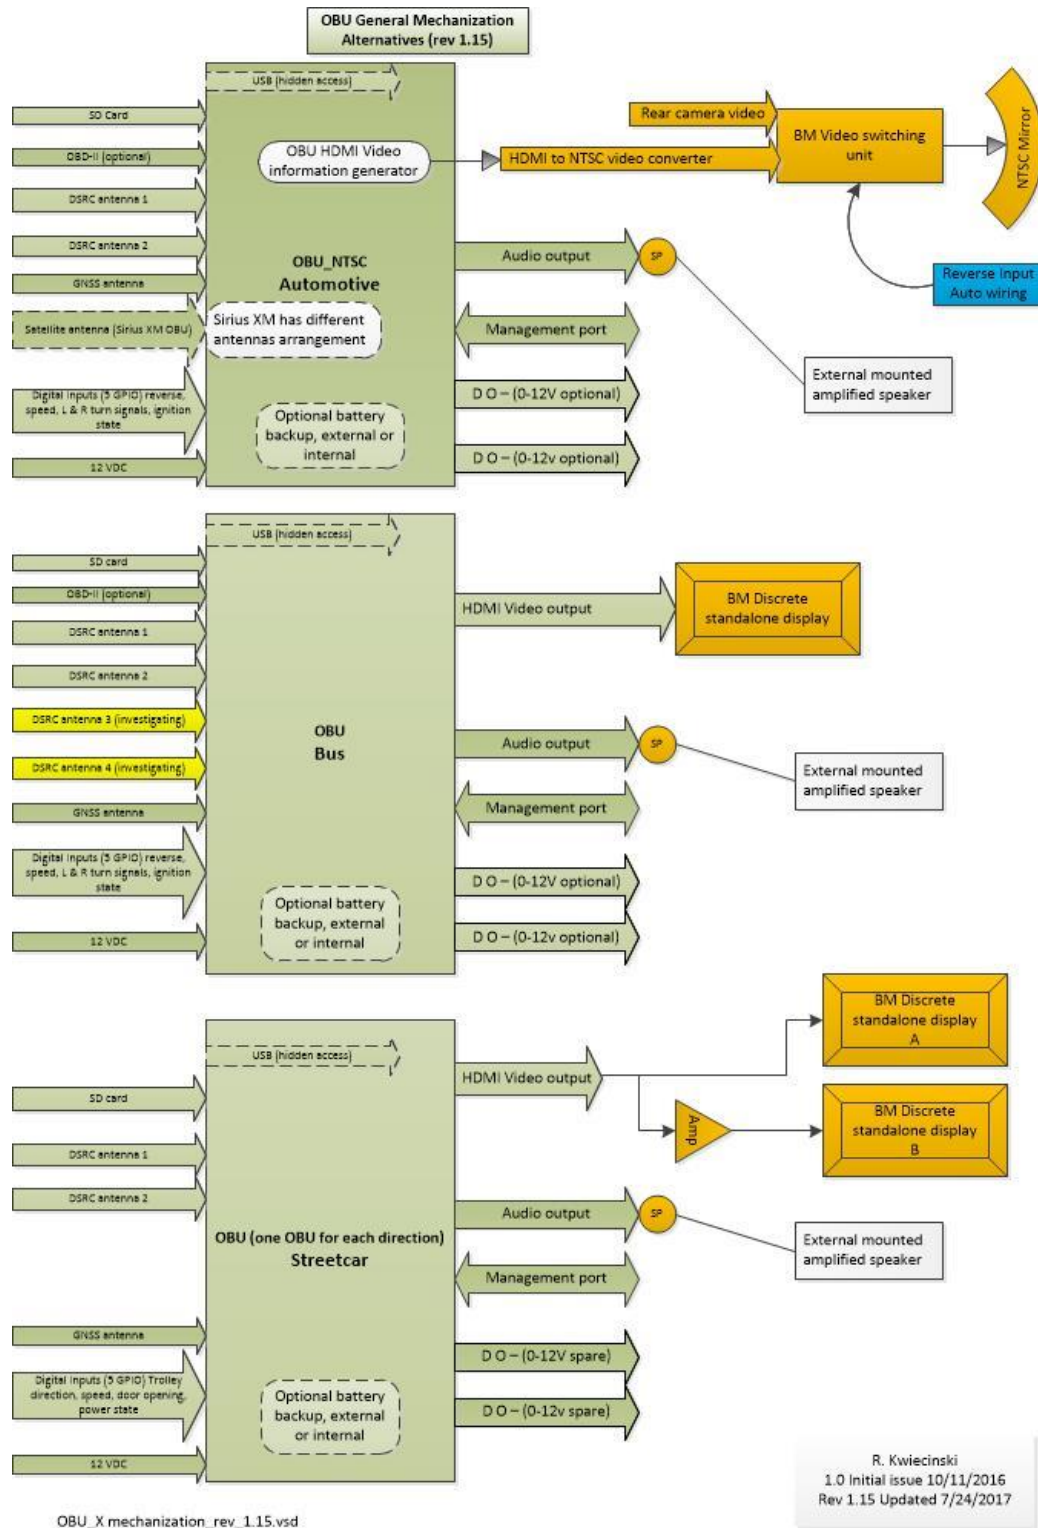 OBU General Mechanization
Alternatives (rev 1.15)
USB (hidden access)
SD Card
OBD-II (optional)
DSRC antenna 1
DSRC antenna 2
GNSS antenna
Satellite antenna (Sirius XM OBU)
Digital Inputs (5 GPIO) reverse,
speed, L & R turn signals, ignition
state
12 VDC
OBU HDMI Video
information generator
OBU_NTSC
Automotive
Sirius XM has different
antennas arrangement
Optional battery
backup, external or
internal
Rear camera video
HDMI to NTSC video converter
BM Video switching
unit
NTSC Mirror
Reverse Input
Auto wiring
Audio output
SP
Management port
External mounted
amplified speaker
D O – (0-12V optional)
D O – (0-12v optional)
USB (hidden access)
SD card
OBD-II (optional)
DSRC antenna 1
DSRC antenna 2
DSRC antenna 3 (investigating)
DSRC antenna 4 (investigating)
GNSS antenna
Digital Inputs (5 GPIO) reverse,
speed, L & R turn signals, ignition
state
12 VDC
OBU
Bus
Optional battery
backup, external
or internal
HDMI Video output
BM Discrete
standalone display
Audio output
SP
External mounted
amplified speaker
Management port
D O – (0-12V optional)
D O – (0-12v optional)
USB (hidden access)
SD card
DSRC antenna 1
DSRC antenna 2
GNSS antenna
Digital Inputs (5 GPIO) Trolley
direction, speed, door opening,
power state
12 VDC
OBU (one OBU for each direction)
Streetcar
Optional battery
backup, external
or internal
HDMI Video output
BM Discrete
standalone display
A
Amp
BM Discrete
standalone display
B
Audio output
SP
External mounted
amplified speaker
Management port
D O – (0-12V spare)
D O – (0-12v spare)
R. Kwiecinski
1.0 Initial issue 10/11/2016
Rev 1.15 Updated 7/24/2017
OBU_X mechanization_rev_1.15.vsd